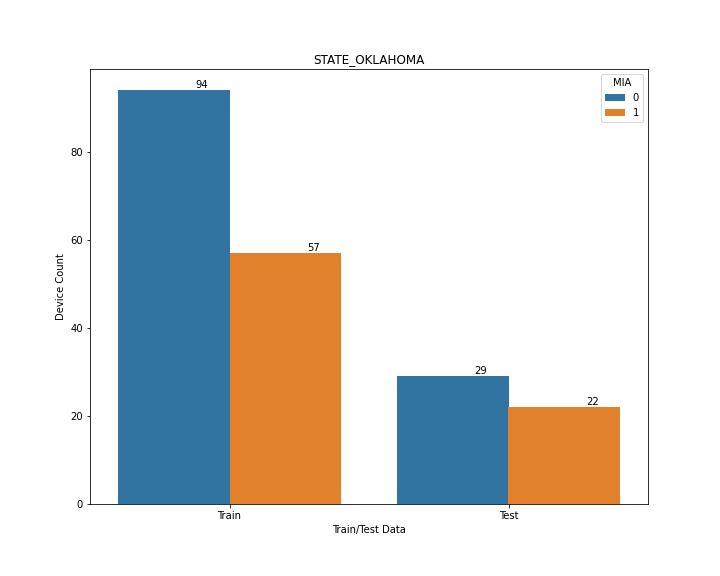 STATE_OKLAHOMA
MIA
0
1
94
57
29
22
80
60
40
20
0
Device Count
Train
Test
Train/Test Data